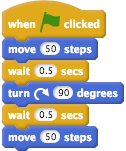 when clicked
move 50 steps
wait 0.5 secs
turn 90 degrees
wait 0.5 secs
move 50 steps